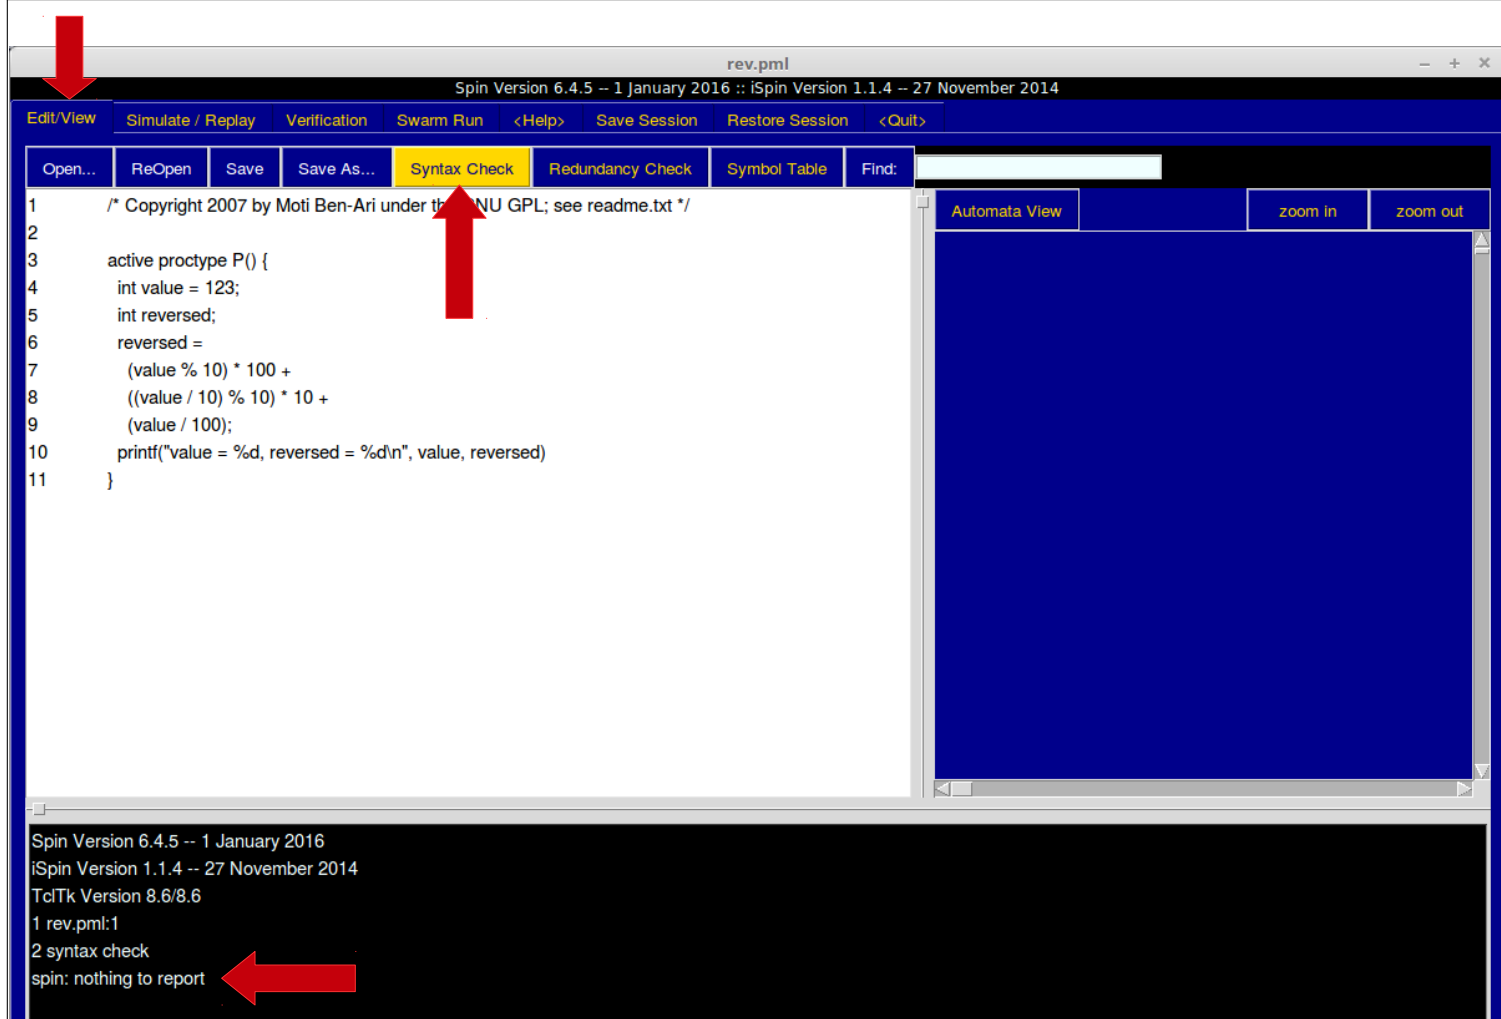 rev.pml
Spin Version 6.4.5 -- 1 January 2016 :: iSpin Version 1.1.4 -- 27 November 2014
Edit/View Simulate / Replay Verification Swarm Run <Help> Save Session Restore Session <Quit>
Open... ReOpen Save Save As... Syntax Check Redundancy Check Symbol Table Find:
Automata View zoom in zoom out
1 /* Copyright 2007 by Moti Ben-Ari under NU GPL; see readme.txt */
2
3 active proctype P() {
4 int value = 123;
5 int reversed;
6 reversed =
7 (value % 10) * 100 +
8 ((value / 10) % 10) * 10 +
9 (value / 100);
10 printf("value = %d, reversed = %d\n", value, reversed)
11 }
Spin Version 6.4.5 -- 1 January 2016
iSpin Version 1.1.4 -- 27 November 2014
TclTk Version 8.6/8.6
1 rev.pml:1
2 syntax check
spin: nothing to report